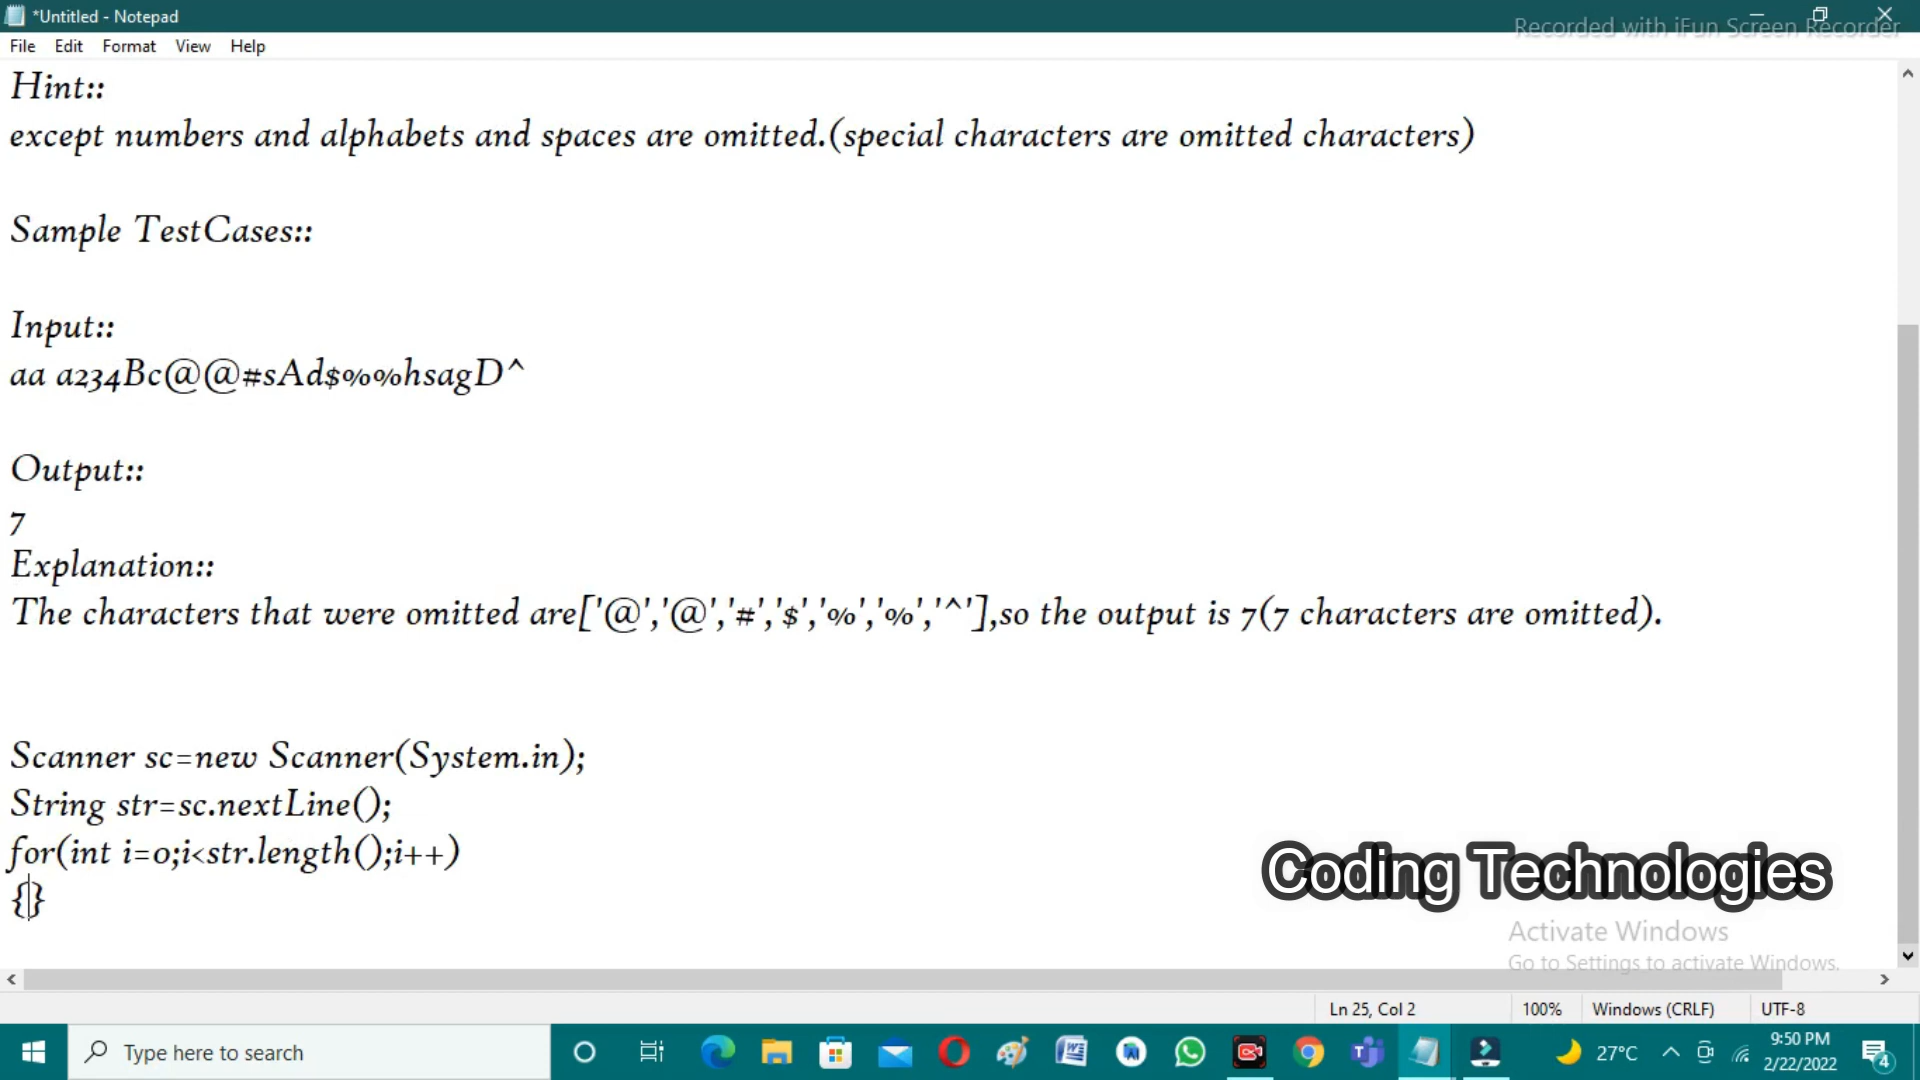 *Untitled - Notepad
Recorded with iFun Screen Recorder
File Edit Format View Help
Hint::
except numbers and alphabets and spaces are omitted.(special characters are omitted characters)
Sample TestCases::
Input::
aa a234Bc@@#sAd$%%hsagD^
Output::
7
Explanation::
The characters that were omitted are['@','@','#','$','%','%','^'],so the output is 7(7 characters are omitted).
Scanner sc=new Scanner(System.in);
String str=sc.nextLine();
for(int i=0;i<str.length();i++)
{}
Coding Technologies
Activate Windows
Go to Settings to activate Windows.
Ln 25, Col 2 100% Windows (CRLF) UTF-8
Type here to search
27°C
9:50 PM
2/22/2022
4